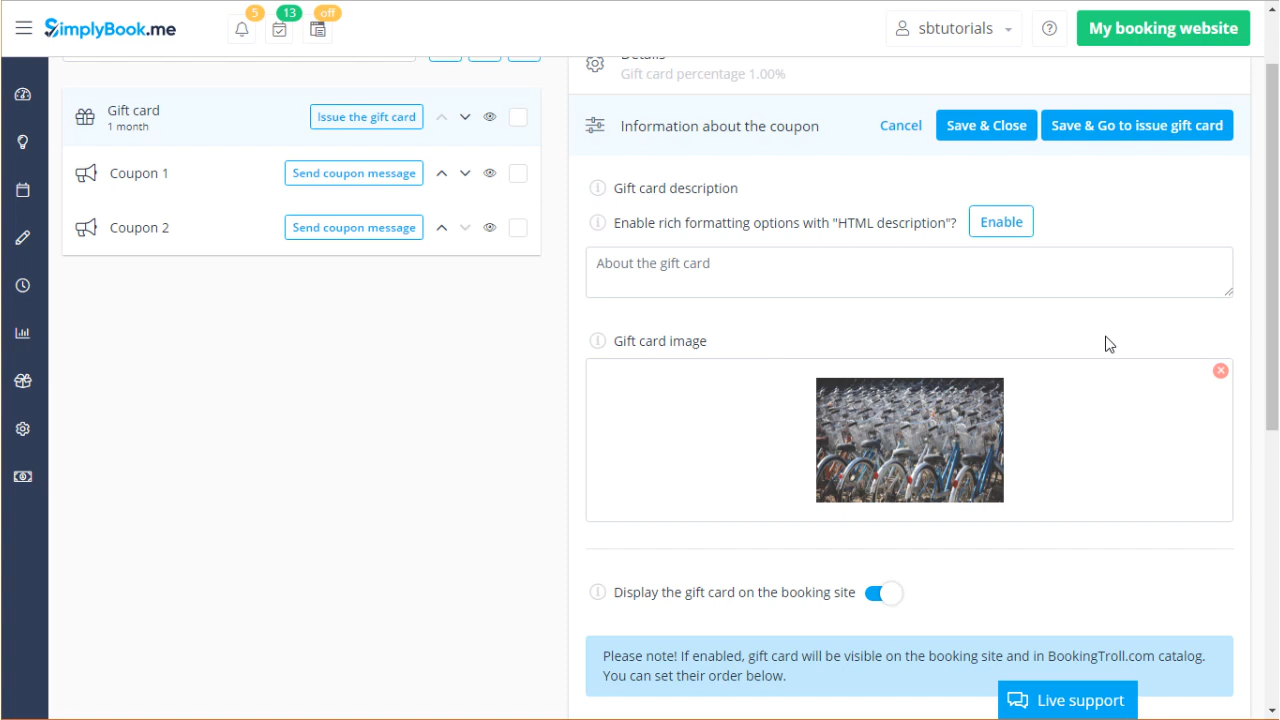 5
13
off
SimplyBook.me
sbtutorials
My booking website
Details
Gift card percentage 1.00%
Gift card
1 month
Issue the gift card
Coupon 1
Send coupon message
Coupon 2
Send coupon message
Information about the coupon
Cancel
Save & Close
Save & Go to issue gift card
Gift card description
Enable rich formatting options with "HTML description"?
Enable
About the gift card
Gift card image
Display the gift card on the booking site
Please note! If enabled, gift card will be visible on the booking site and in BookingTroll.com catalog.
You can set their order below.
Live support